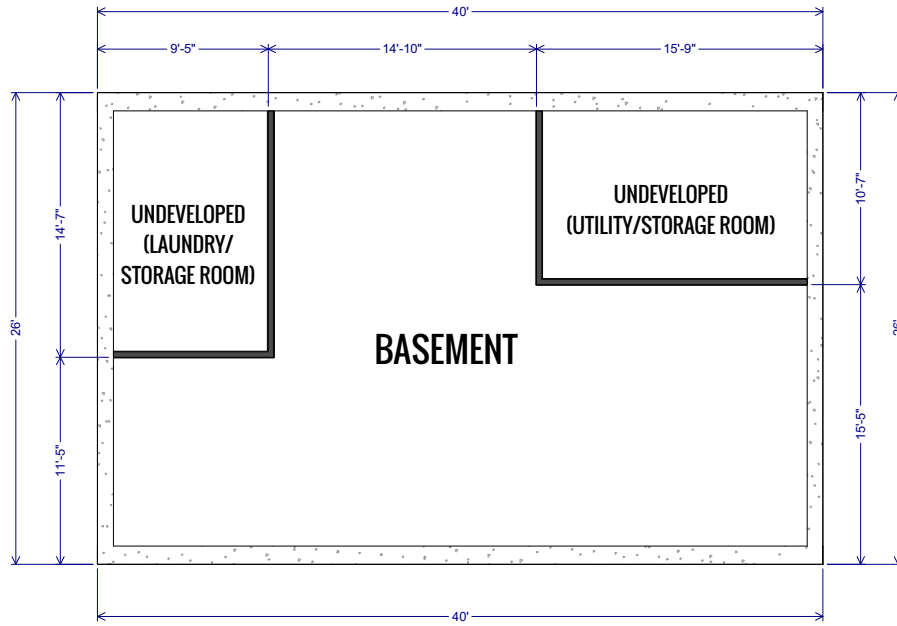 40'
9'-5"
14'-10"
15'-9"
UNDEVELOPED
(LAUNDRY/
STORAGE ROOM)
UNDEVELOPED
(UTILITY/STORAGE ROOM)
14'-7"
10'-7"
26'
26'
BASEMENT
11'-5"
15'-5"
40'